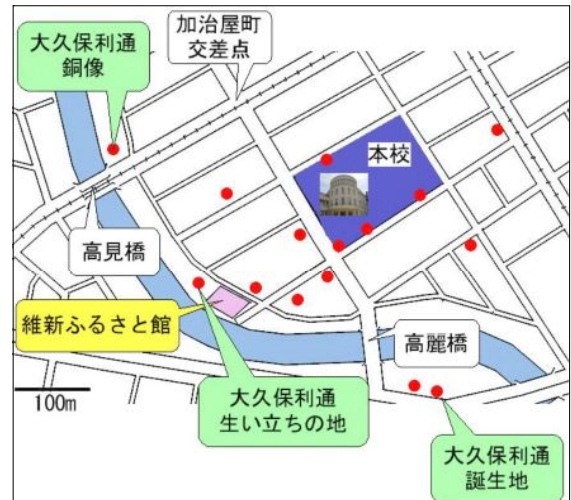 大久保利通
銅像
加治屋町
交差点
本校
高見橋
維新ふるさと館
高麗橋
100m
大久保利通
生い立ちの地
大久保利通
誕生地